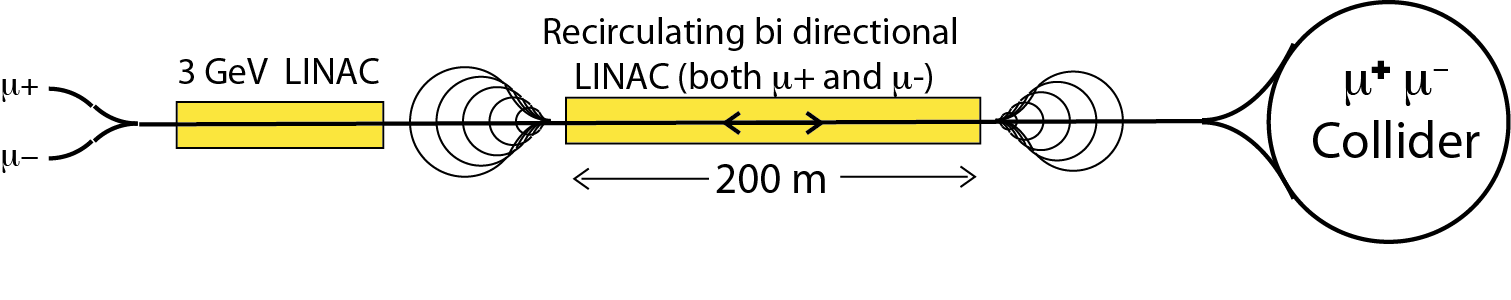 Recirculating bi directional
LINAC (both μ+ and μ-)
3 GeV LINAC
μ+
μ−
200 m
μ+ μ−
Collider